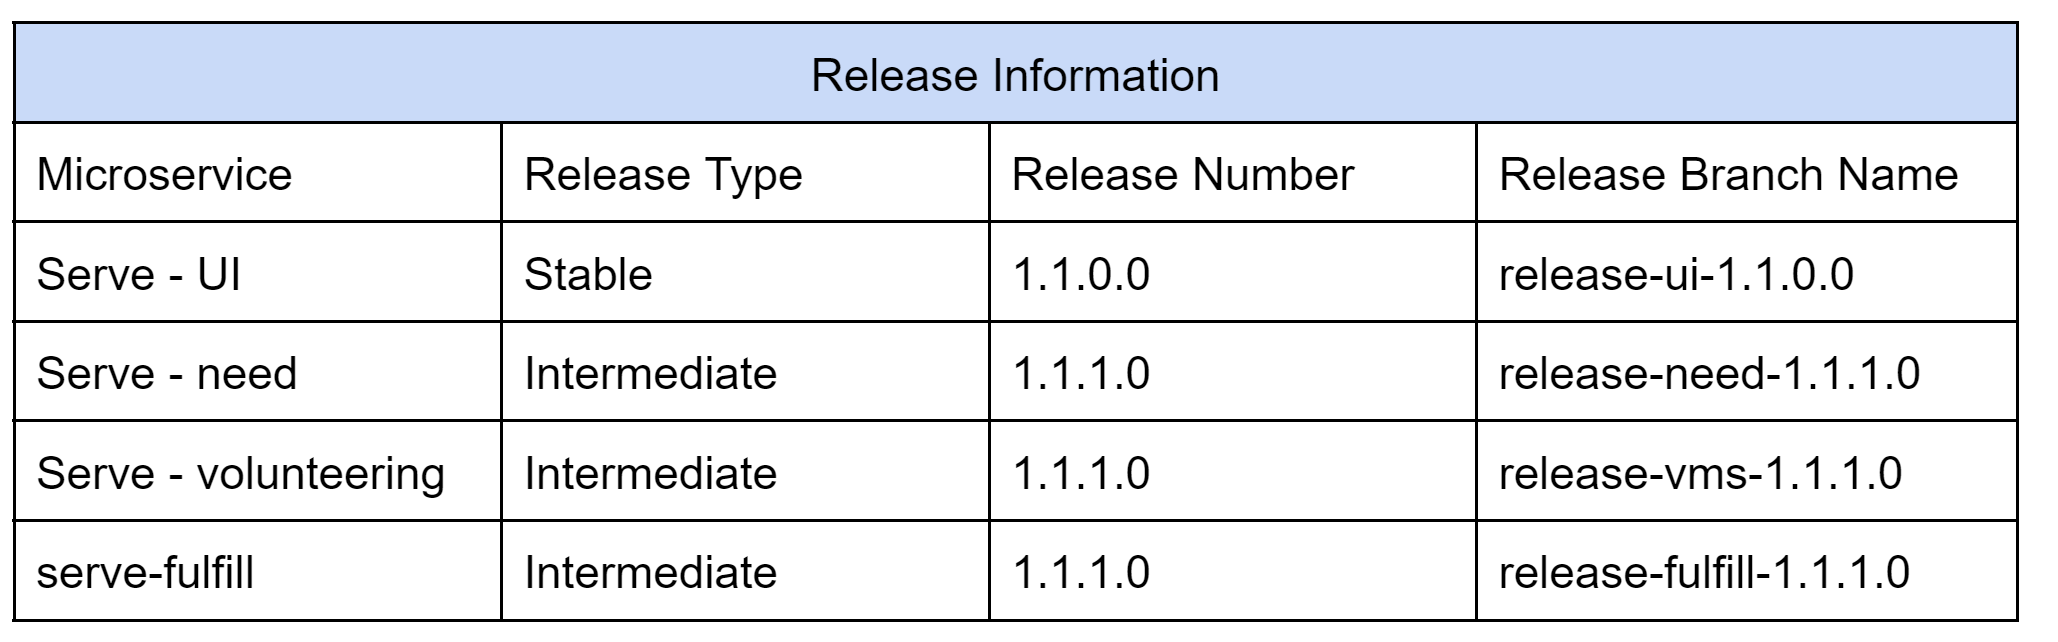 Release Information
Microservice Release Type Release Number Release Branch Name
Serve - UI Stable 1.1.0.0 release-ui-1.1.0.0
Serve - need Intermediate 1.1.1.0 release-need-1.1.1.0
Serve - volunteering Intermediate 1.1.1.0 release-vms-1.1.1.0
serve-fulfill Intermediate 1.1.1.0 release-fulfill-1.1.1.0